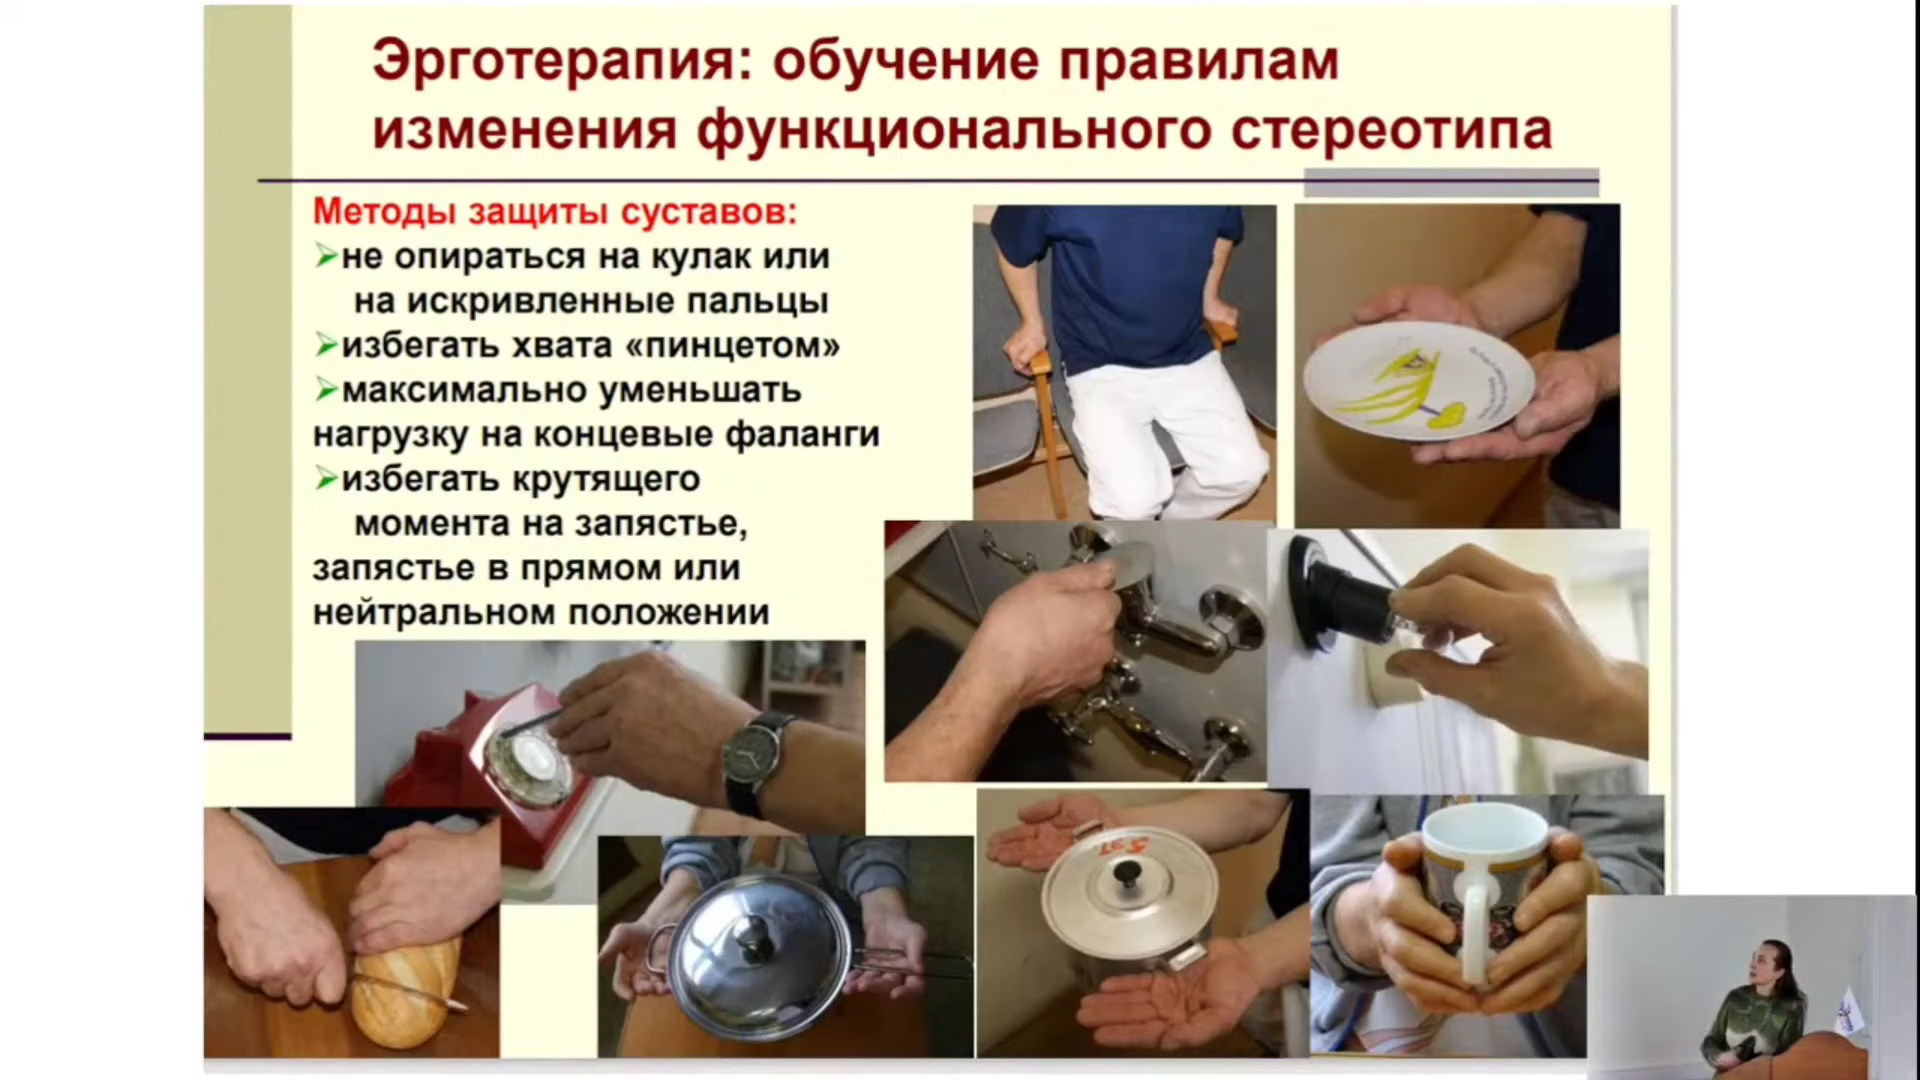 Эрготерапия: обучение правилам
изменения функционального стереотипа
Методы защиты суставов:
не опираться на кулак или
на искривленные пальцы
избегать хвата «пинцетом»
максимально уменьшать
нагрузку на концевые фаланги
избегать крутящего
момента на запястье,
запястье в прямом или
нейтральном положении